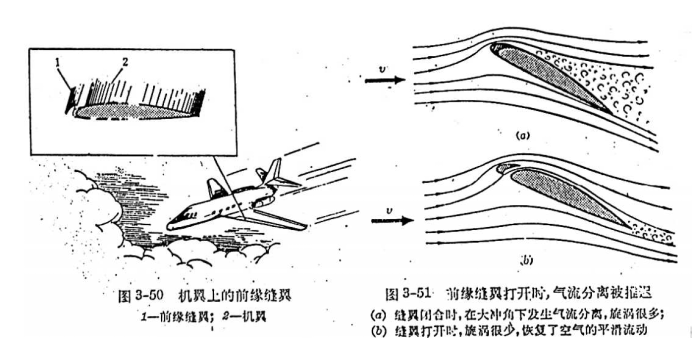 1
2
υ
(a)
υ
(b)
图 3-50 机翼上的前缘缝翼
1—前缘缝翼; 2—机翼
图 3-51 前缘缝翼打开时,气流分离被推迟
(a) 缝翼闭合时,在大冲角下发生气流分离,旋涡很多;
(b) 缝翼打开时,旋涡很少,恢复了空气的平滑流动